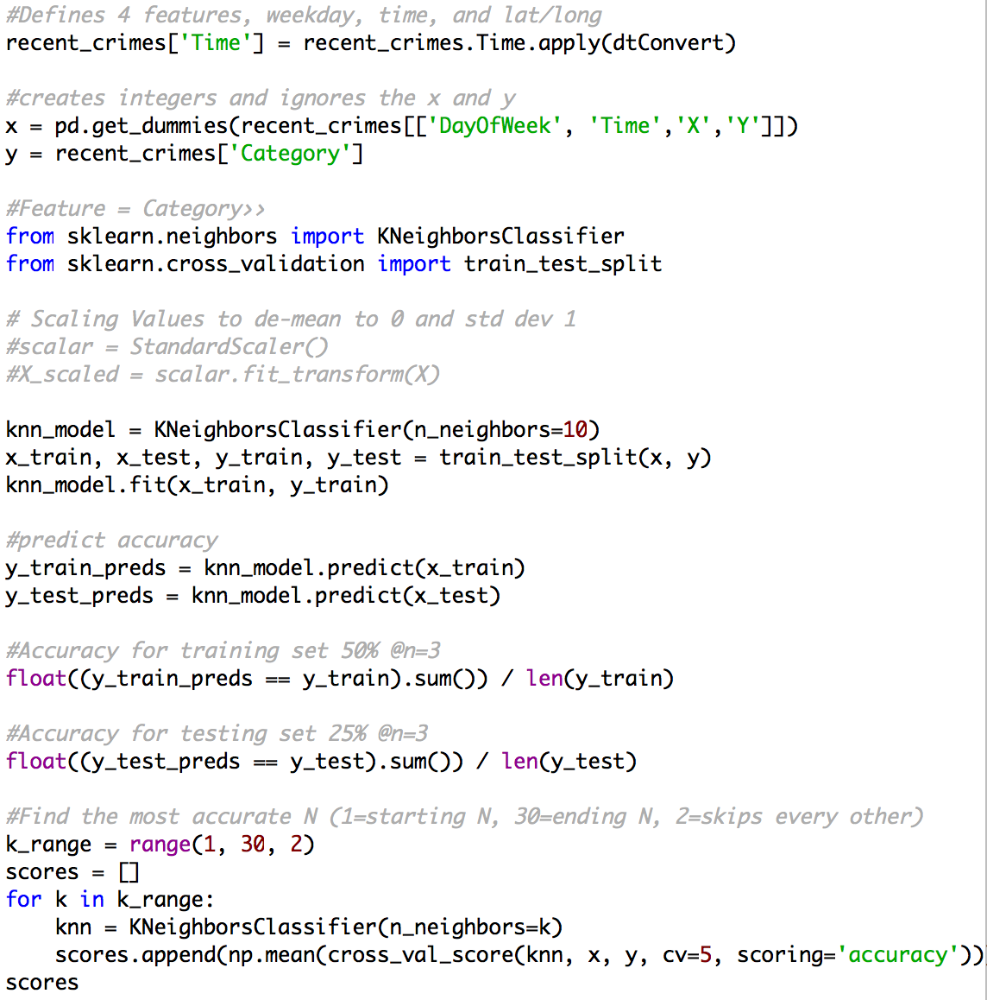 #Defines 4 features, weekday, time, and lat/long
recent_crimes['Time'] = recent_crimes.Time.apply(dtConvert)
#creates integers and ignores the x and y
x = pd.get_dummies(recent_crimes[['DayOfWeek', 'Time','X','Y']])
y = recent_crimes['Category']
#Feature = Category>>
from sklearn.neighbors import KNeighborsClassifier
from sklearn.cross_validation import train_test_split
# Scaling Values to de-mean to 0 and std dev 1
#scalar = StandardScaler()
#X_scaled = scalar.fit_transform(X)
knn_model = KNeighborsClassifier(n_neighbors=10)
x_train, x_test, y_train, y_test = train_test_split(x, y)
knn_model.fit(x_train, y_train)
#predict accuracy
y_train_preds = knn_model.predict(x_train)
y_test_preds = knn_model.predict(x_test)
#Accuracy for training set 50% @n=3
float((y_train_preds == y_train).sum()) / len(y_train)
#Accuracy for testing set 25% @n=3
float((y_test_preds == y_test).sum()) / len(y_test)
#Find the most accurate N (1=starting N, 30=ending N, 2=skips every other)
k_range = range(1, 30, 2)
scores = []
for k in k_range:
    knn = KNeighborsClassifier(n_neighbors=k)
    scores.append(np.mean(cross_val_score(knn, x, y, cv=5, scoring='accuracy'))
scores